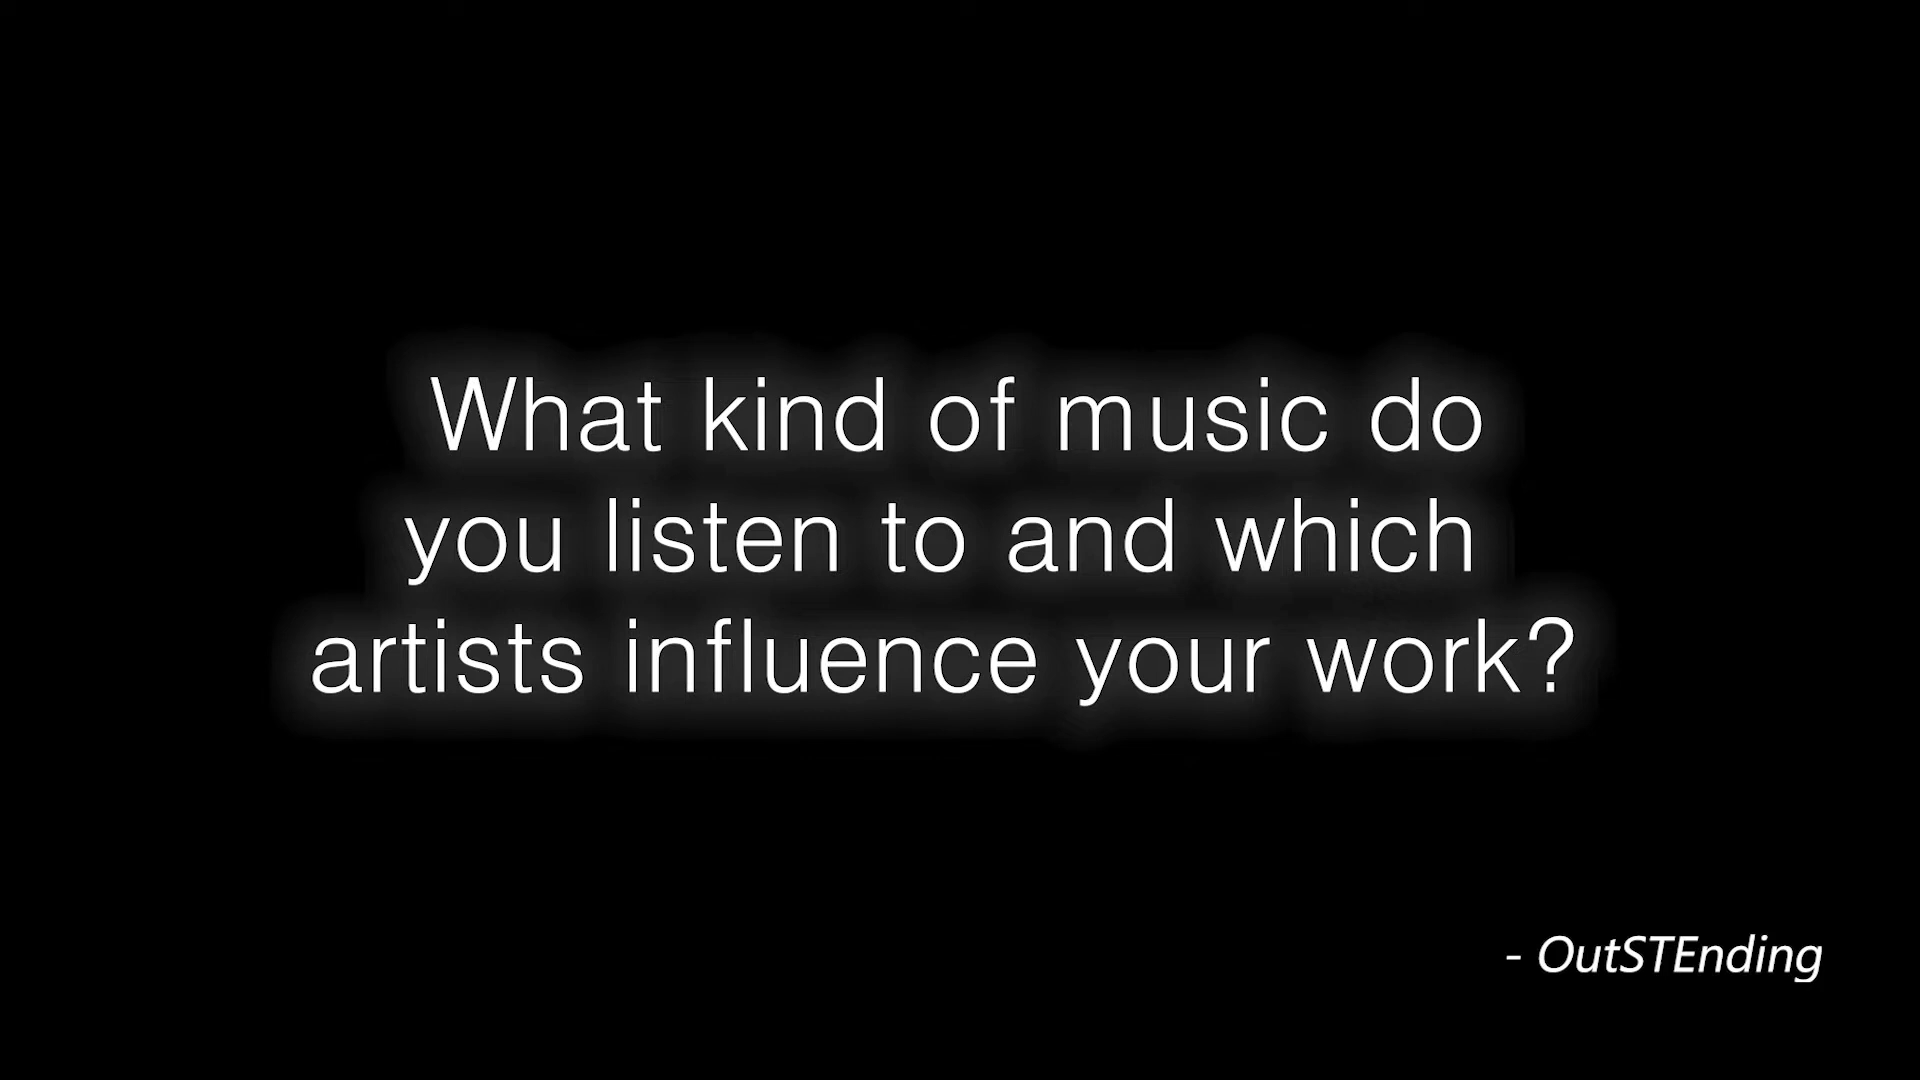 What kind of music do
you listen to and which
artists influence your work?
- OutSTEnding